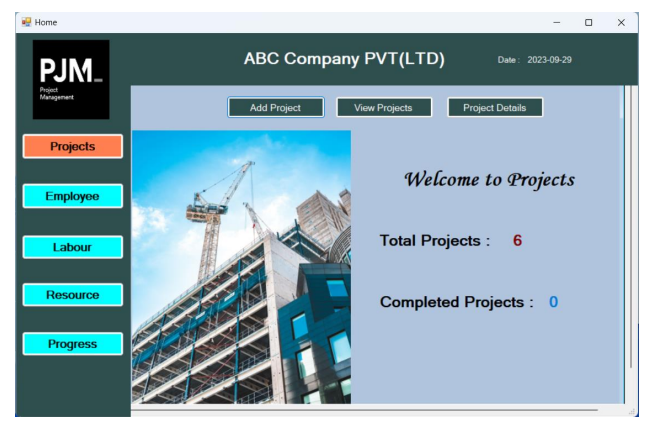 Home
PJM_
Project
Management
ABC Company PVT(LTD)
Date : 2023-09-29
Add Project
View Projects
Project Details
Projects
Employee
Labour
Resource
Progress
Welcome to Projects
Total Projects : 6
Completed Projects : 0